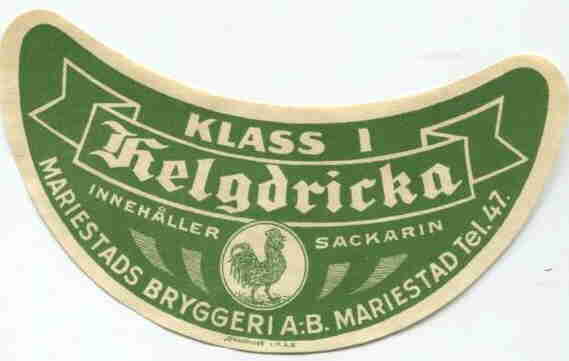 KLASS I
Helgdricka
INNEHÅLLER SACKARIN
MARIESTADS BRYGGERI A.-B. MARIESTAD Tel. 47.